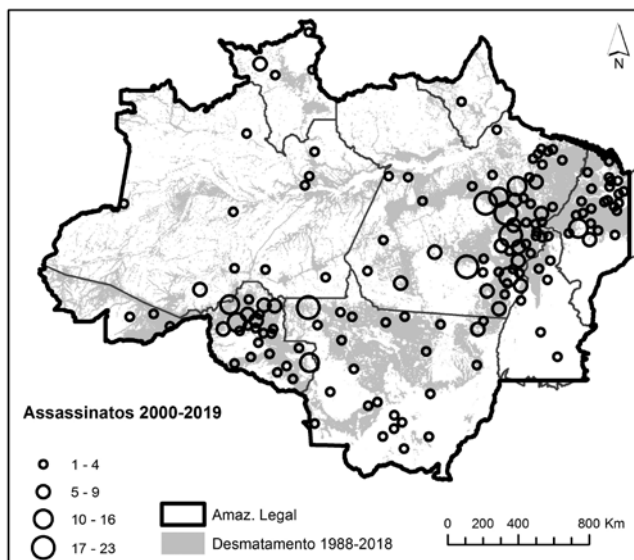 N
Assassinatos 2000-2019
1 - 4
5 - 9
10 - 16
17 - 23
Amaz. Legal
Desmatamento 1988-2018
0 200 400 800 Km